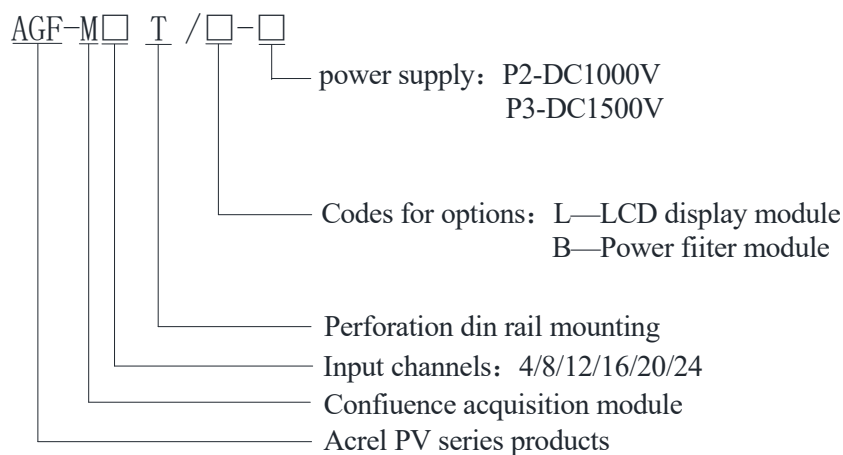 AGF-M□ T /□-□
power supply：P2-DC1000V
P3-DC1500V
Codes for options：L—LCD display module
B—Power fiiter module
Perforation din rail mounting
Input channels：4/8/12/16/20/24
Confiuence acquisition module
Acrel PV series products